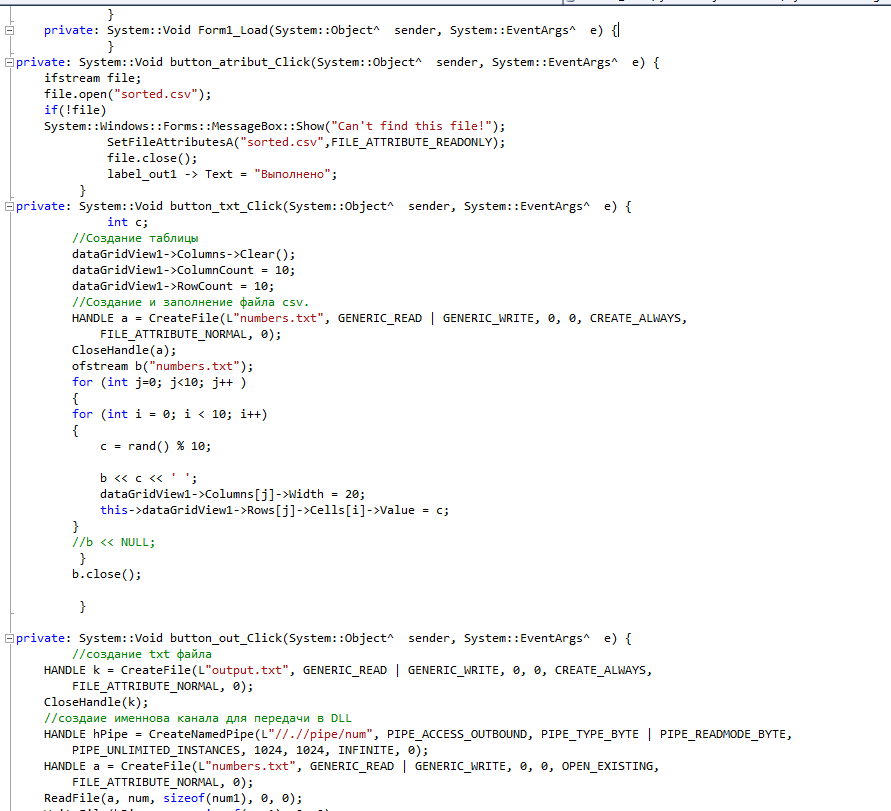 }
private: System::Void Form1_Load(System::Object^  sender, System::EventArgs^  e) {
}
private: System::Void button_atribut_Click(System::Object^  sender, System::EventArgs^  e) {
ifstream file;
file.open("sorted.csv");
if(!file)
System::Windows::Forms::MessageBox::Show("Can't find this file!");
SetFileAttributesA("sorted.csv",FILE_ATTRIBUTE_READONLY);
file.close();
label_out1 -> Text = "Выполнено";
}
private: System::Void button_txt_Click(System::Object^  sender, System::EventArgs^  e) {
int c;
//Создание таблицы
dataGridView1->Columns->Clear();
dataGridView1->ColumnCount = 10;
dataGridView1->RowCount = 10;
//Создание и заполнение файла csv.
HANDLE a = CreateFile(L"numbers.txt", GENERIC_READ | GENERIC_WRITE, 0, 0, CREATE_ALWAYS,
FILE_ATTRIBUTE_NORMAL, 0);
CloseHandle(a);
ofstream b("numbers.txt");
for (int j=0; j<10; j++ )
{
for (int i = 0; i < 10; i++)
{
c = rand() % 10;
b << c << ' ';
dataGridView1->Columns[j]->Width = 20;
this->dataGridView1->Rows[j]->Cells[i]->Value = c;
}
//b << NULL;
}
b.close();
}
private: System::Void button_out_Click(System::Object^  sender, System::EventArgs^  e) {
//создание txt файла
HANDLE k = CreateFile(L"output.txt", GENERIC_READ | GENERIC_WRITE, 0, 0, CREATE_ALWAYS,
FILE_ATTRIBUTE_NORMAL, 0);
CloseHandle(k);
//создаие именнова канала для передачи в DLL
HANDLE hPipe = CreateNamedPipe(L"//.//pipe/num", PIPE_ACCESS_OUTBOUND, PIPE_TYPE_BYTE | PIPE_READMODE_BYTE,
PIPE_UNLIMITED_INSTANCES, 1024, 1024, INFINITE, 0);
HANDLE a = CreateFile(L"numbers.txt", GENERIC_READ | GENERIC_WRITE, 0, 0, OPEN_EXISTING,
FILE_ATTRIBUTE_NORMAL, 0);
ReadFile(a, num, sizeof(num1), 0, 0);